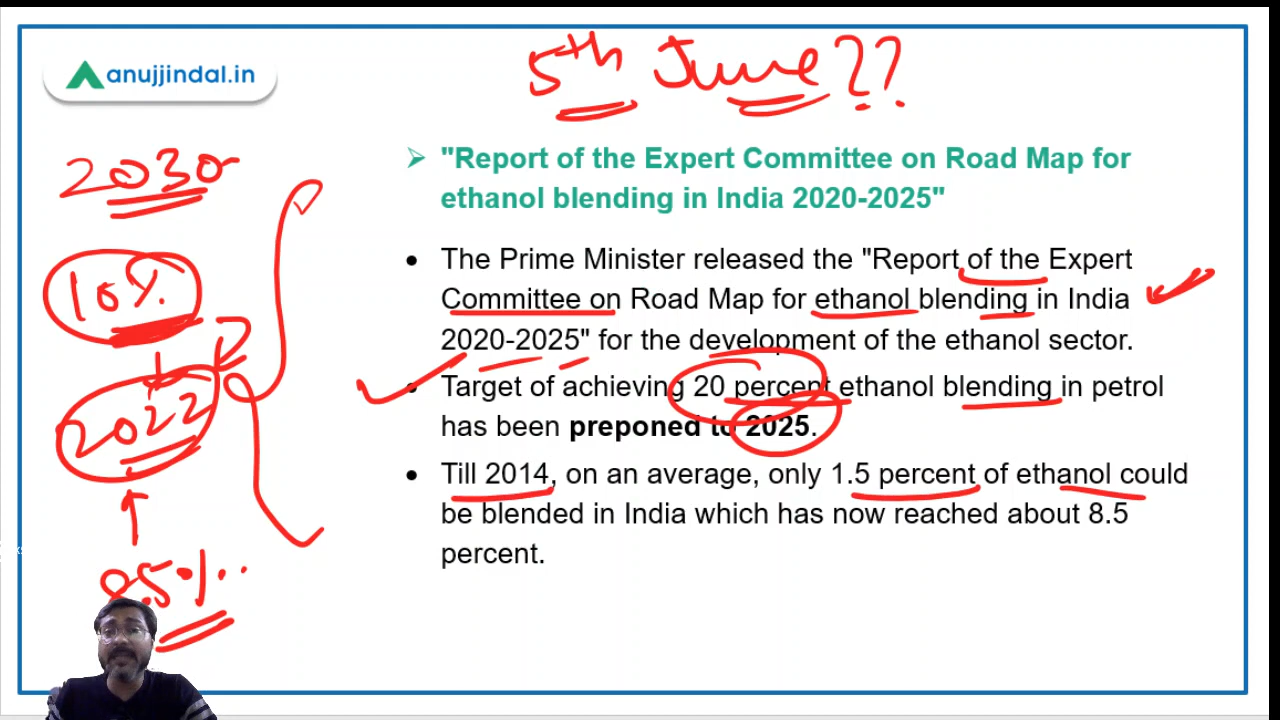 5th June??
anujjindal.in
➢ "Report of the Expert Committee on Road Map for
ethanol blending in India 2020-2025"
2030
10%
2022
8.5%..
• The Prime Minister released the "Report of the Expert
Committee on Road Map for ethanol blending in India
2020-2025" for the development of the ethanol sector.
• Target of achieving 20 percent ethanol blending in petrol
has been preponed to 2025.
• Till 2014, on an average, only 1.5 percent of ethanol could
be blended in India which has now reached about 8.5
percent.